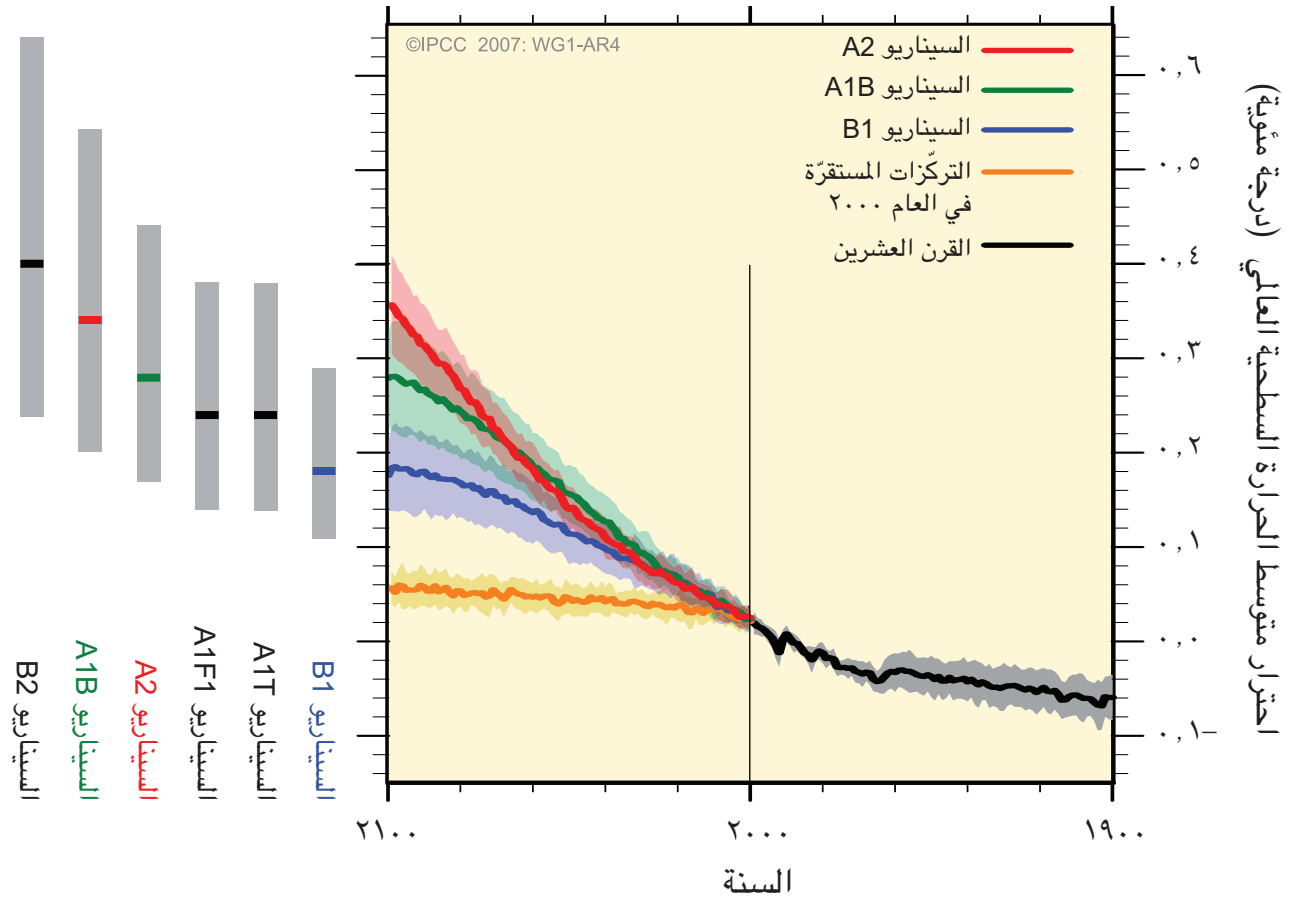 ©IPCC 2007: WG1-AR4
السيناريو A2
السيناريو A1B
السيناريو B1
التركّزات المستقرّة
في العام ٢٠٠٠
القرن العشرين
احترار متوسط الحرارة السطحية العالمي (درجة مئوية)
٠,٦
٠,٥
٠,٤
٠,٣
٠,٢
٠,١
٠,٠
٠,١–
١٩٠٠
٢٠٠٠
٢١٠٠
السنة
السيناريو B1
السيناريو A1T
السيناريو A1F1
السيناريو A2
السيناريو A1B
السيناريو B2